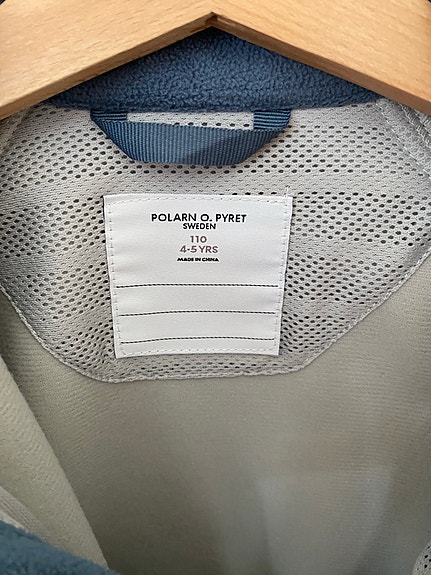 POLARN O. PYRET
SWEDEN
110
4-5 YRS
MADE IN CHINA